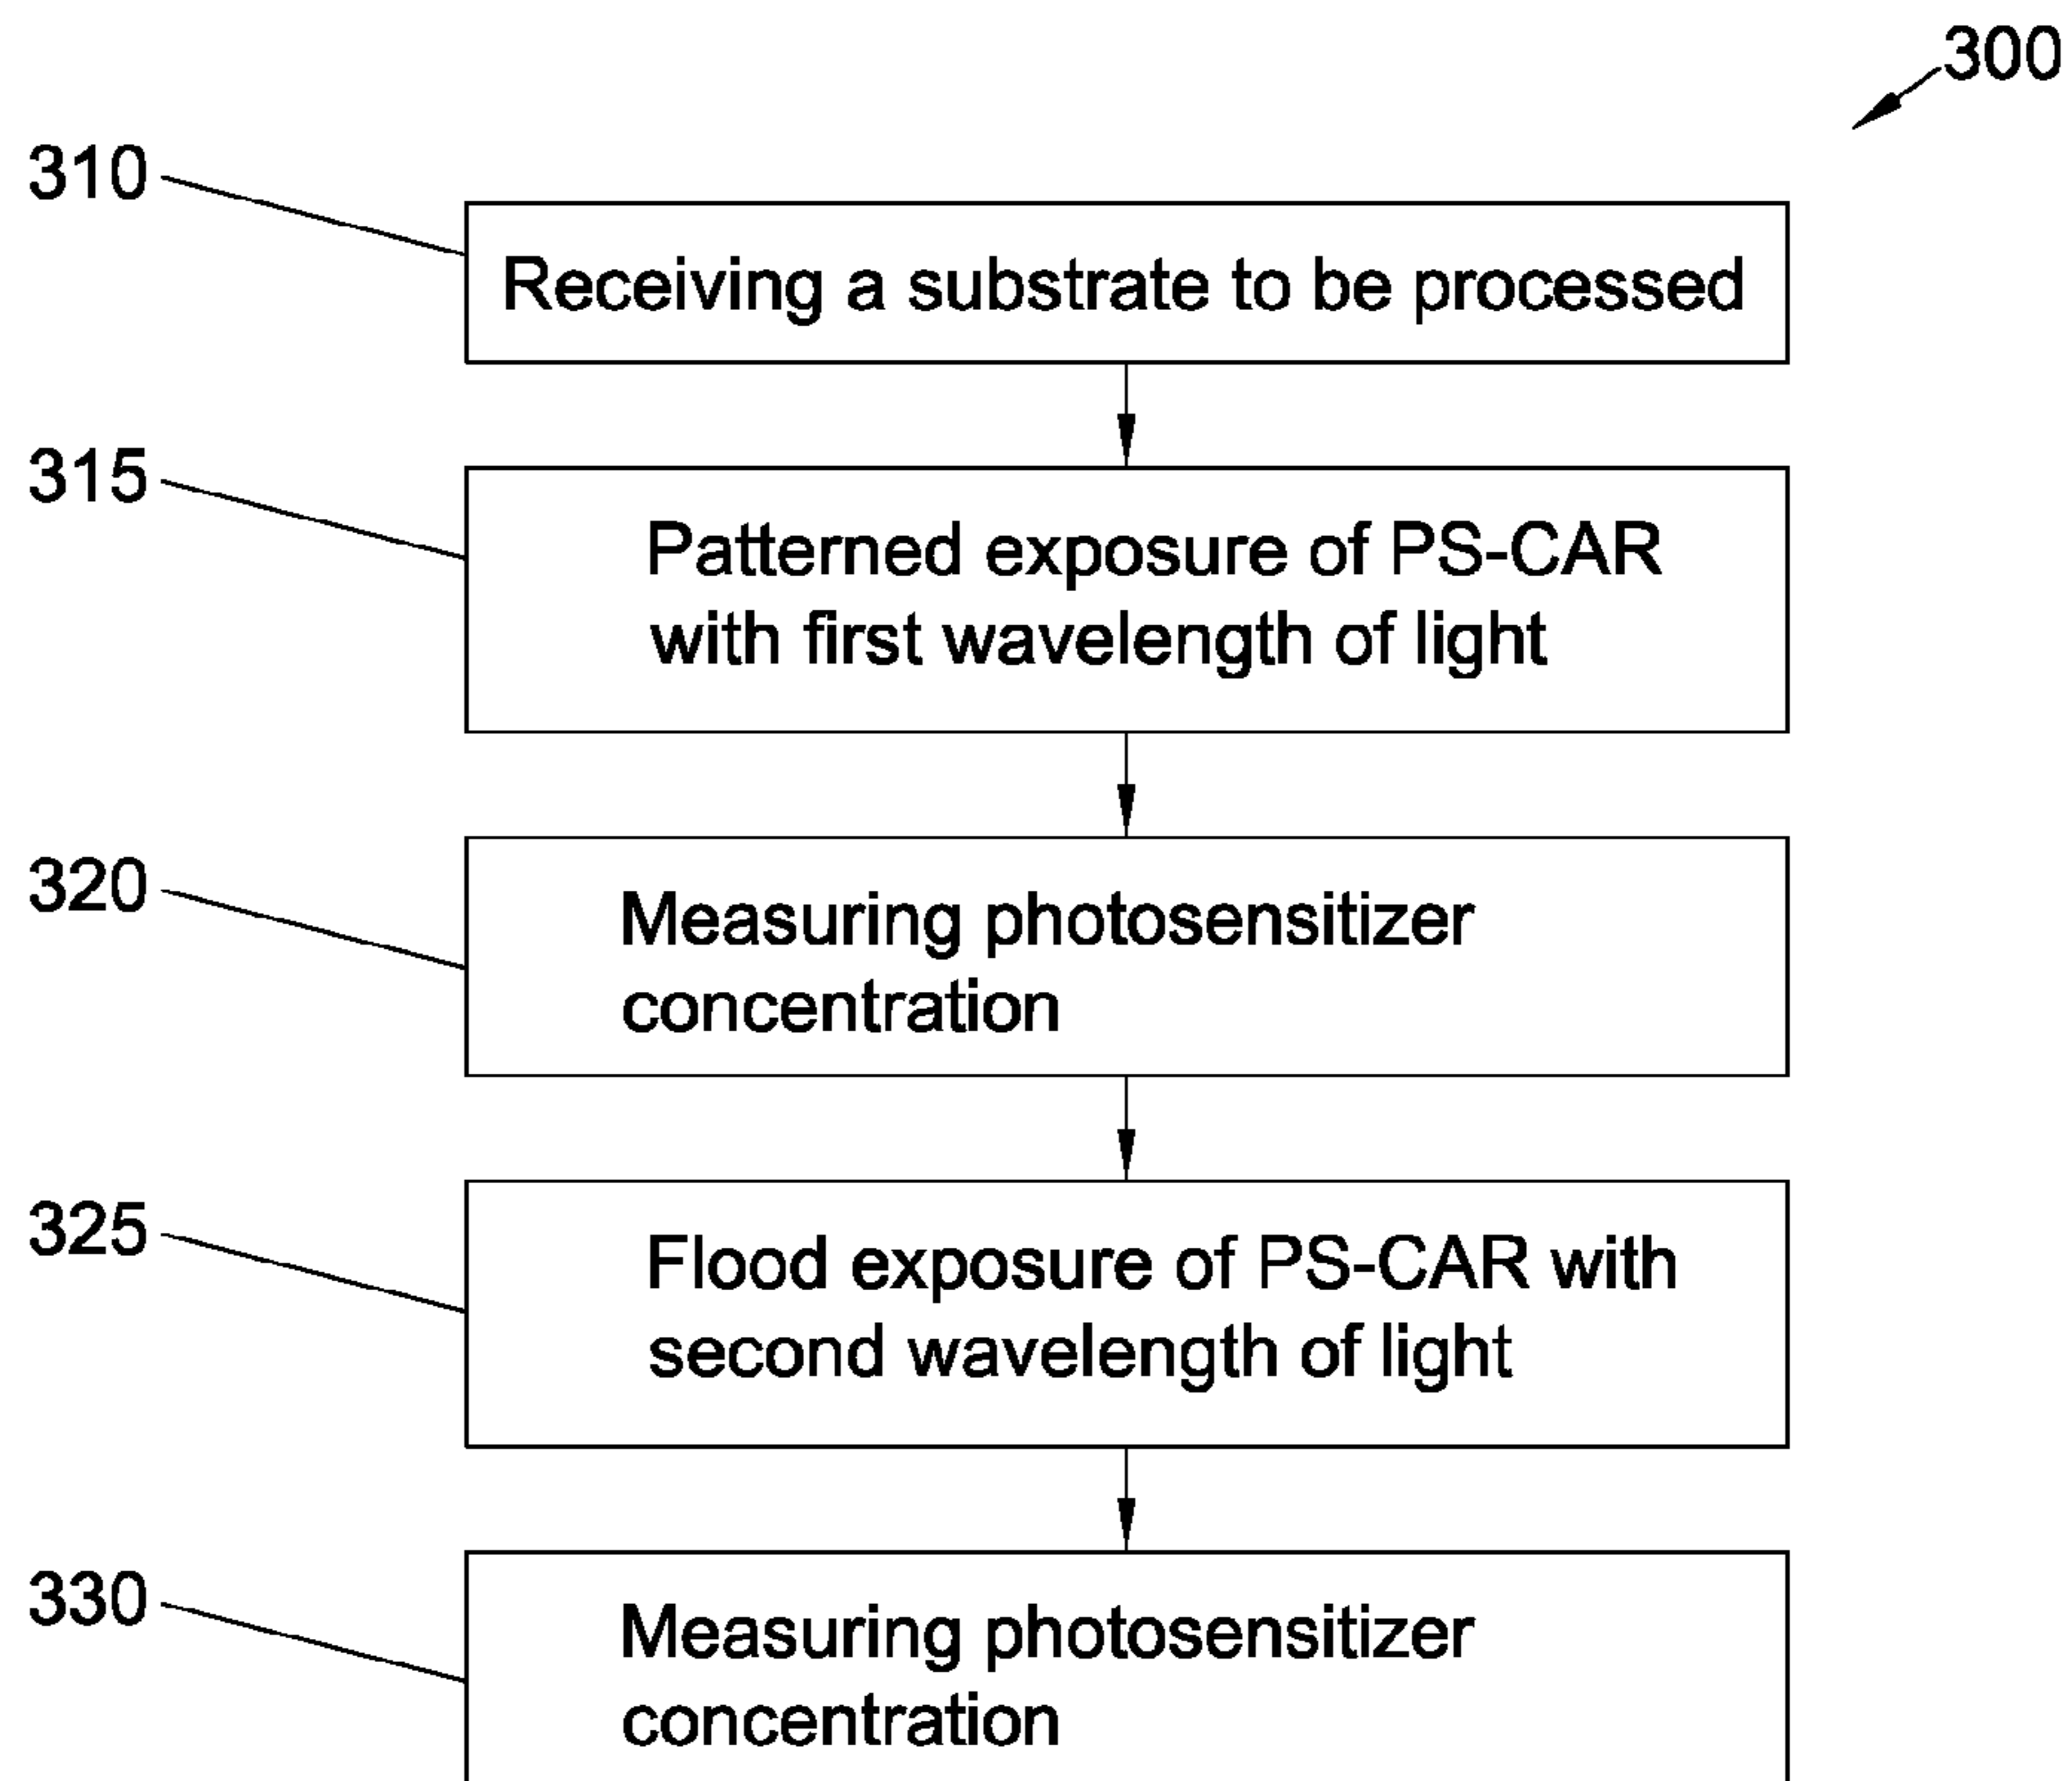 300
310
Receiving a substrate to be processed
315
Patterned exposure of PS-CAR
with first wavelength of light
320
Measuring photosensitizer
concentration
325
Flood exposure of PS-CAR with
second wavelength of light
330
Measuring photosensitizer
concentration